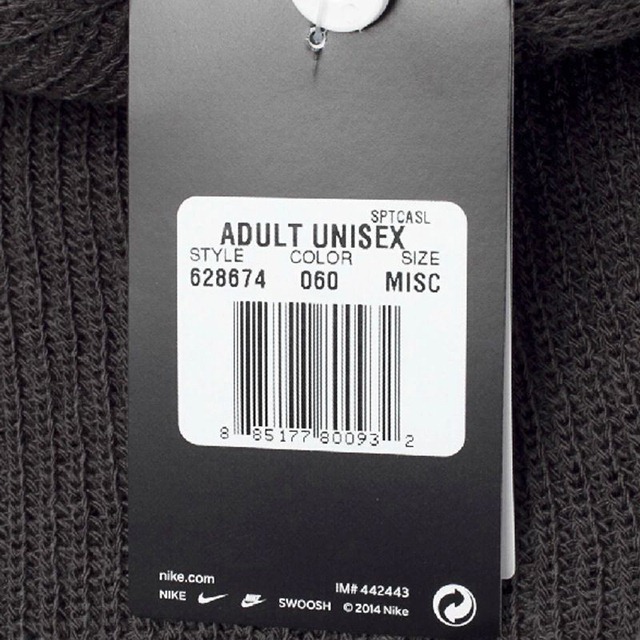 SPTCASL
ADULT UNISEX
STYLE COLOR SIZE
628674 060 MISC
8 85177 80093 2
nike.com
IM# 442443
NIKE SWOOSH © 2014 Nike